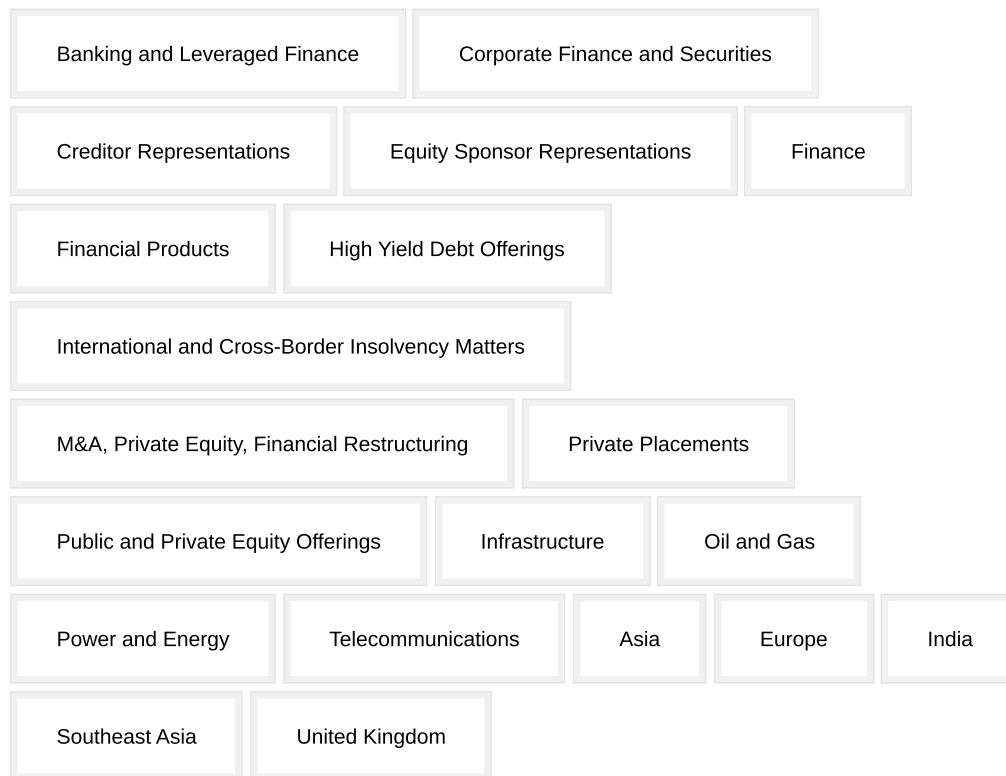 Banking and Leveraged Finance Corporate Finance and Securities
Creditor Representations Equity Sponsor Representations Finance
Financial Products High Yield Debt Offerings
International and Cross-Border Insolvency Matters
M&A, Private Equity, Financial Restructuring Private Placements
Public and Private Equity Offerings Infrastructure Oil and Gas
Power and Energy Telecommunications Asia Europe India
Southeast Asia United Kingdom